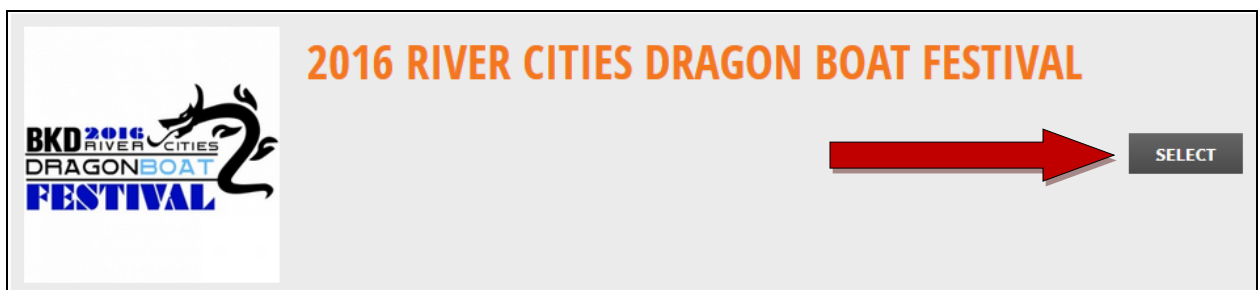 2016 RIVER CITIES DRAGON BOAT FESTIVAL
BKD 2016
RIVER CITIES
DRAGONBOAT
FESTIVAL
SELECT